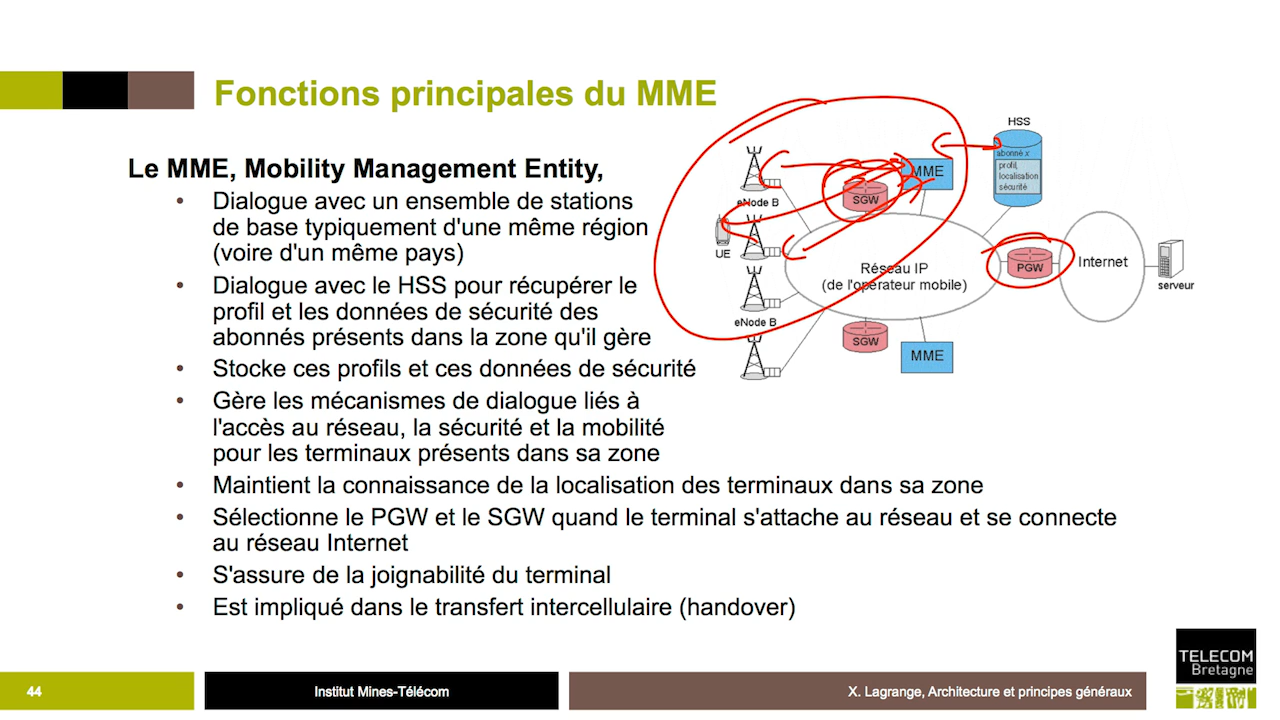 Fonctions principales du MME
Le MME, Mobility Management Entity,
• Dialogue avec un ensemble de stations
de base typiquement d'une même région
(voire d'un même pays)
• Dialogue avec le HSS pour récupérer le
profil et les données de sécurité des
abonnés présents dans la zone qu'il gère
• Stocke ces profils et ces données de sécurité
• Gère les mécanismes de dialogue liés à
l'accès au réseau, la sécurité et la mobilité
pour les terminaux présents dans sa zone
• Maintient la connaissance de la localisation des terminaux dans sa zone
• Sélectionne le PGW et le SGW quand le terminal s'attache au réseau et se connecte
au réseau Internet
• S'assure de la joignabilité du terminal
• Est impliqué dans le transfert intercellulaire (handover)
HSS
abonné x
profil,
localisation
sécurité
MME
SGW
eNode B
UE
Réseau IP
(de l'opérateur mobile)
PGW
Internet
serveur
eNode B
SGW
MME
TELECOM
Bretagne
44
Institut Mines-Télécom
X. Lagrange, Architecture et principes généraux